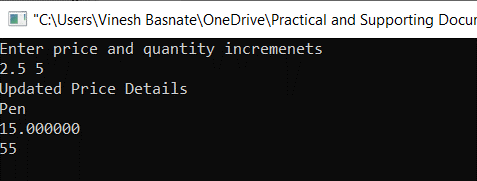 "C:\Users\Vinesh Basnate\OneDrive\Practical and Supporting Docur
Enter price and quantity incremenets
2.5 5
Updated Price Details
Pen
15.000000
55